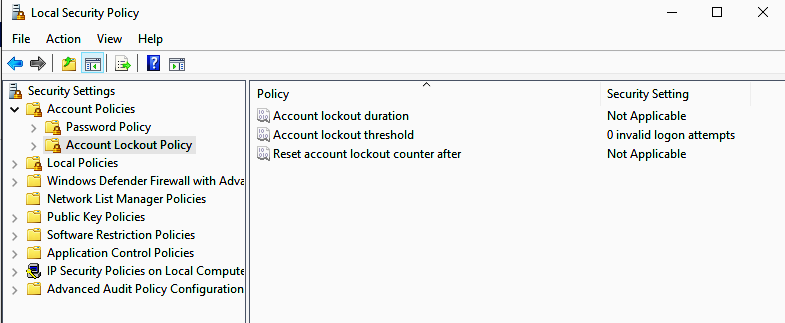 Local Security Policy
File Action View Help
Security Settings
Account Policies
Password Policy
Account Lockout Policy
Local Policies
Windows Defender Firewall with Adva
Network List Manager Policies
Public Key Policies
Software Restriction Policies
Application Control Policies
IP Security Policies on Local Compute
Advanced Audit Policy Configuration
Policy Security Setting
Account lockout duration Not Applicable
Account lockout threshold 0 invalid logon attempts
Reset account lockout counter after Not Applicable